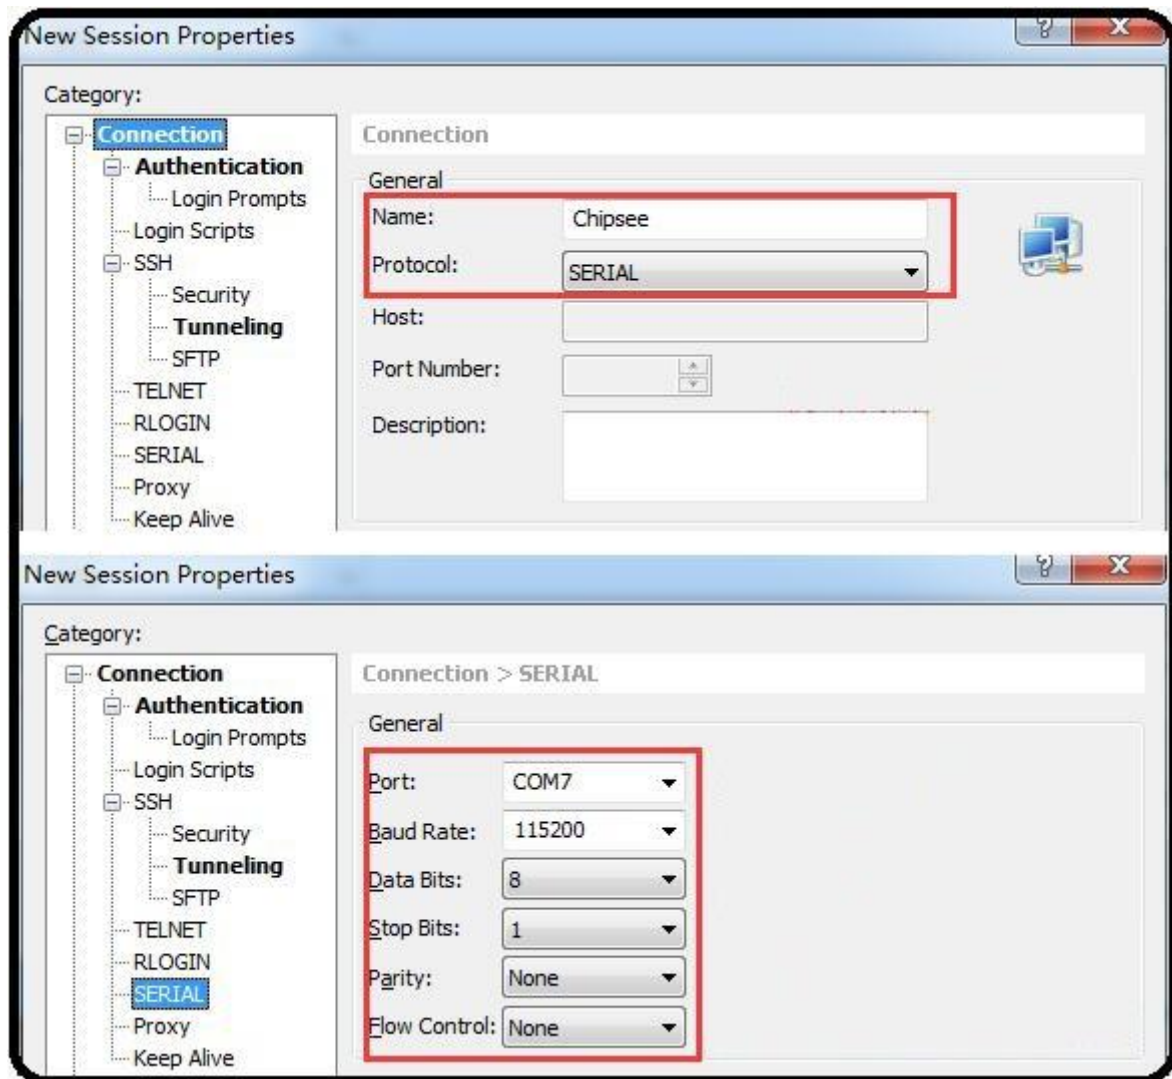 New Session Properties
Category:
Connection
Authentication
Login Prompts
Login Scripts
SSH
Security
Tunneling
SFTP
TELNET
RLOGIN
SERIAL
Proxy
Keep Alive
Connection
General
Name: Chipsee
Protocol: SERIAL
Host:
Port Number:
Description:
New Session Properties
Category:
Connection
Authentication
Login Prompts
Login Scripts
SSH
Security
Tunneling
SFTP
TELNET
RLOGIN
SERIAL
Proxy
Keep Alive
Connection > SERIAL
General
Port: COM7
Baud Rate: 115200
Data Bits: 8
Stop Bits: 1
Parity: None
Flow Control: None